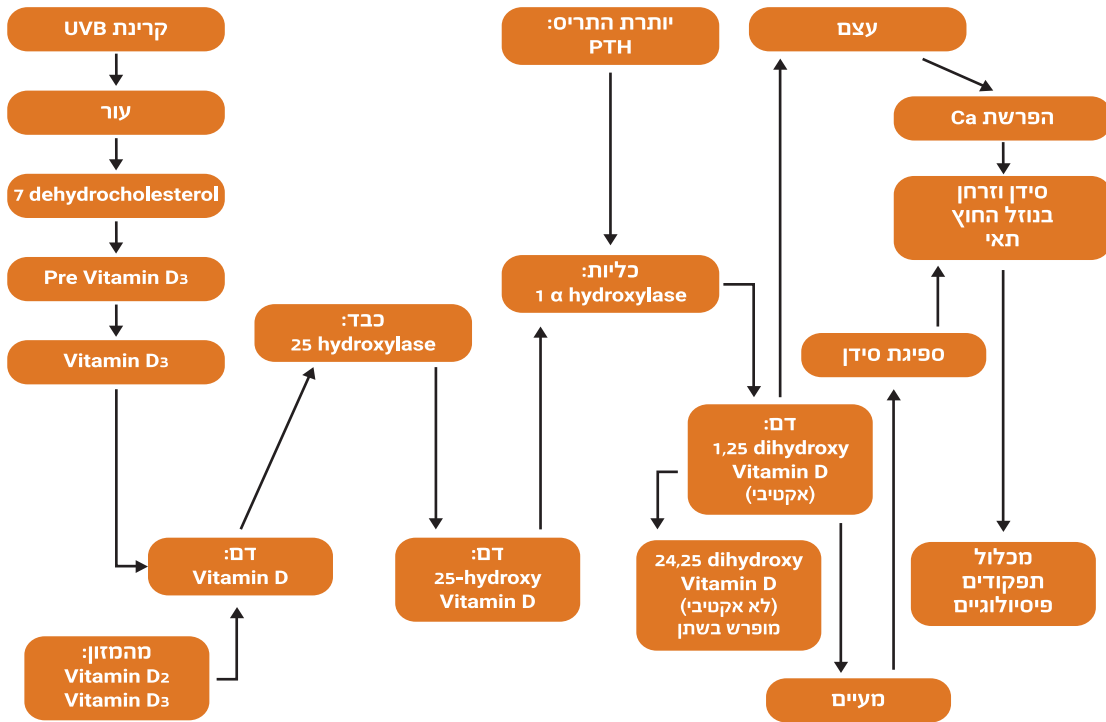 קרינת UVB
עור
7 dehydrocholesterol
Pre Vitamin D3
Vitamin D3
דם:
Vitamin D
מהמזון:
Vitamin D2
Vitamin D3
כבד:
25 hydroxylase
דם:
25-hydroxy
Vitamin D
יותרת התריס:
PTH
כליות:
1 α hydroxylase
דם:
1,25 dihydroxy
Vitamin D
(אקטיבי)
24,25 dihydroxy
Vitamin D
(לא אקטיבי)
מופרש בשתן
עצם
הפרשת Ca
סידן וזרחן
בנוזל החוץ
תאי
ספיגת סידן
מעיים
מכלול
תפקודים
פיסיולוגיים